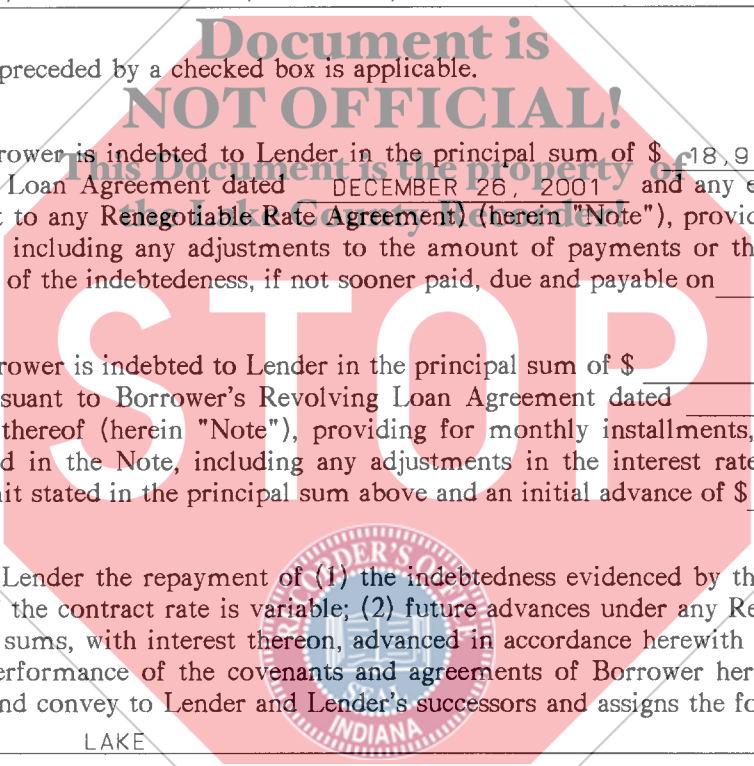 Document is
preceded by a checked box is applicable.
NOT OFFICIAL!
rower is indebted to Lender in the principal sum of $ 18,9
This Document is the property of
Loan Agreement dated DECEMBER 26, 2001 and any e
the Lake County Recorder!
t to any Renegotiable Rate Agreement) (herein "Note"), provid
including any adjustments to the amount of payments or th
of the indebtedeness, if not sooner paid, due and payable on
STOP
rower is indebted to Lender in the principal sum of $
suant to Borrower's Revolving Loan Agreement dated
thereof (herein "Note"), providing for monthly installments,
d in the Note, including any adjustments in the interest rate
nit stated in the principal sum above and an initial advance of $
RECORDER'S OFFICE
Lender the repayment of (1) the indebtedness evidenced by th
the contract rate is variable; (2) future advances under any Re
sums, with interest thereon, advanced in accordance herewith
erformance of the covenants and agreements of Borrower her
SEAL
nd convey to Lender and Lender's successors and assigns the fo
INDIANA
LAKE